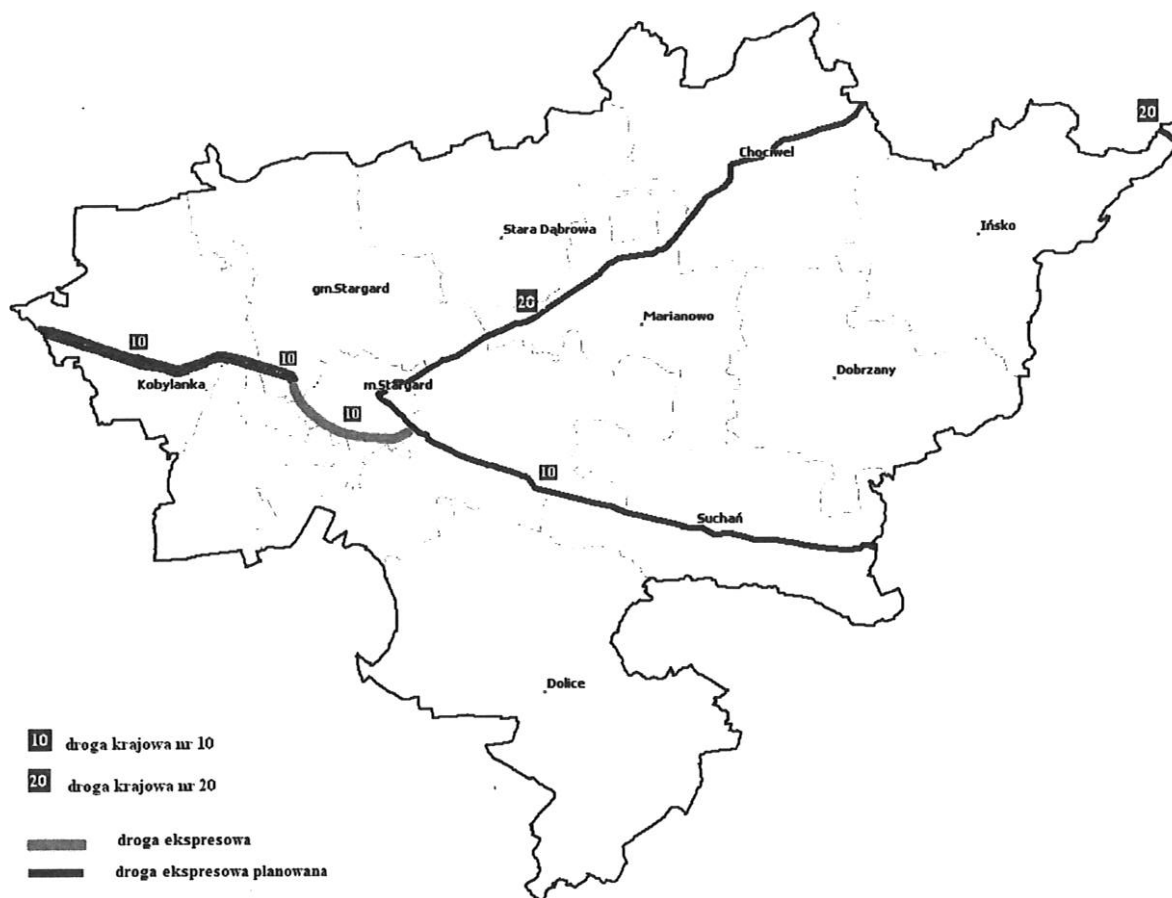 20
Chociwel
Stara Dąbrowa
Ińsko
gm.Stargard
20
Marianowo
10
10
Kobylanka
m.Stargard
Dobrzany
10
10
Suchań
Dolice
10 droga krajowa nr 10
20 droga krajowa nr 20
droga ekspresowa
droga ekspresowa planowana